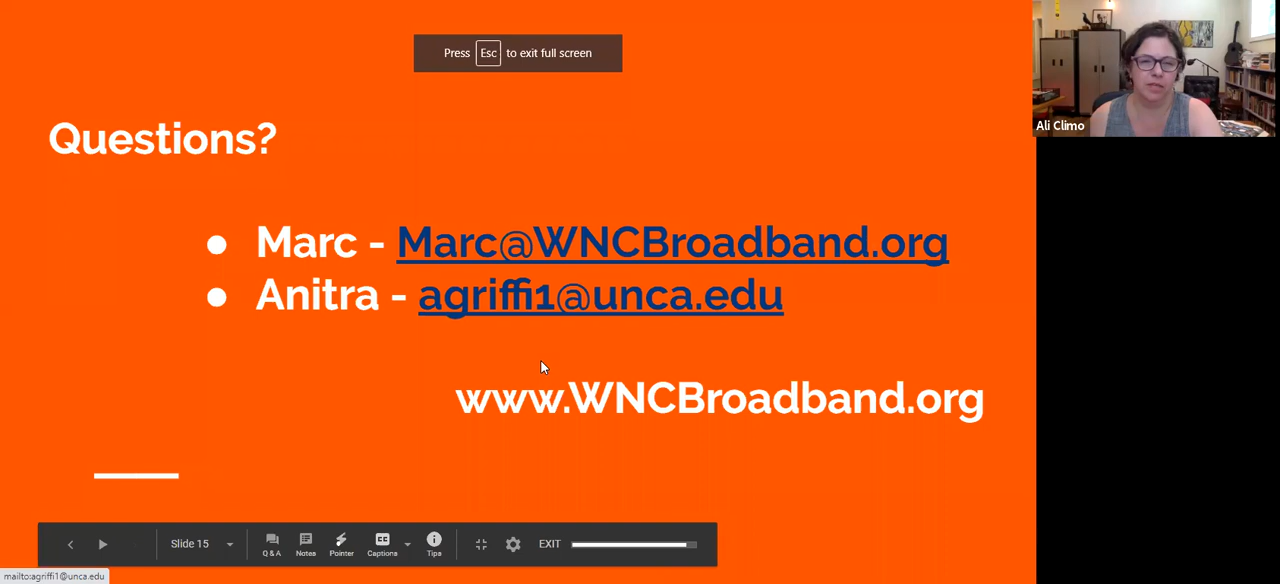 Press Esc to exit full screen
Ali Climo
Questions?
● Marc - Marc@WNCBroadband.org
● Anitra - agriffi1@unca.edu
www.WNCBroadband.org
Slide 15
Q & A
Notes
Pointer
Captions
Tips
EXIT
mailto:agriffi1@unca.edu